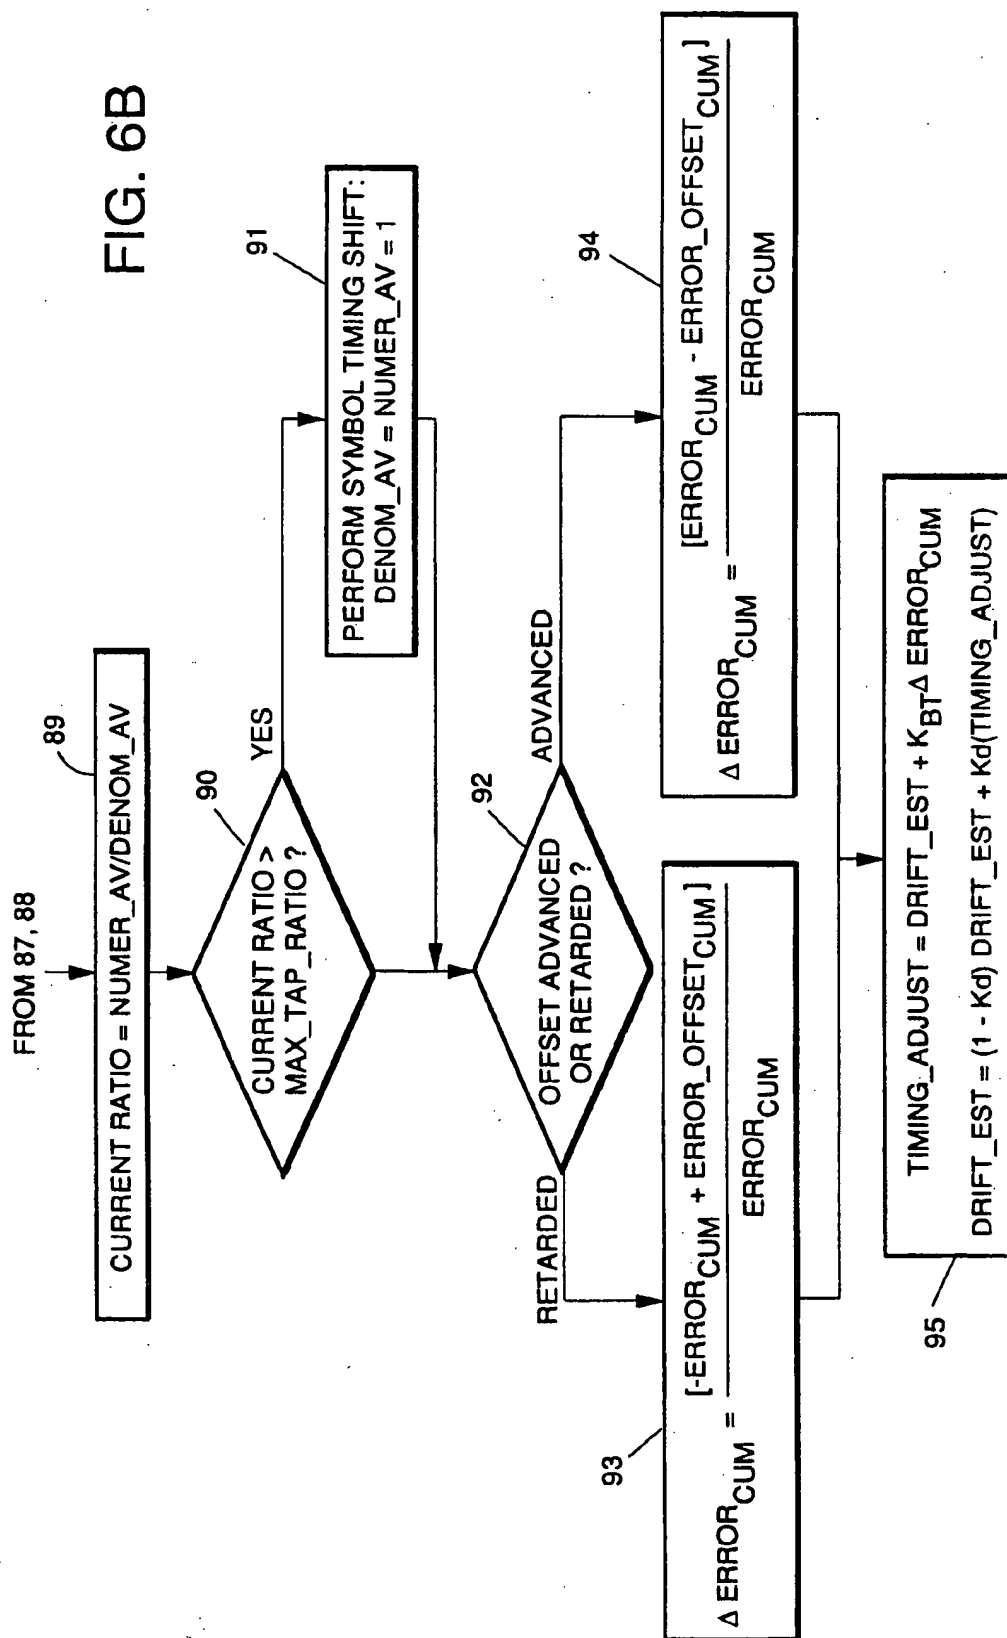 FIG. 6B
FROM 87, 88
89
CURRENT RATIO = NUMER_AV/DENOM_AV
90
CURRENT RATIO >
MAX_TAP_RATIO ?
YES
91
PERFORM SYMBOL TIMING SHIFT:
DENOM_AV = NUMER_AV = 1
92
OFFSET ADVANCED
OR RETARDED ?
RETARDED
ADVANCED
93
Δ ERROR_CUM = [-ERROR_CUM + ERROR_OFFSET_CUM]
ERROR_CUM
94
Δ ERROR_CUM = [ERROR_CUM - ERROR_OFFSET_CUM]
ERROR_CUM
95
TIMING_ADJUST = DRIFT_EST + K_BT Δ ERROR_CUM
DRIFT_EST = (1 - Kd) DRIFT_EST + Kd(TIMING_ADJUST)